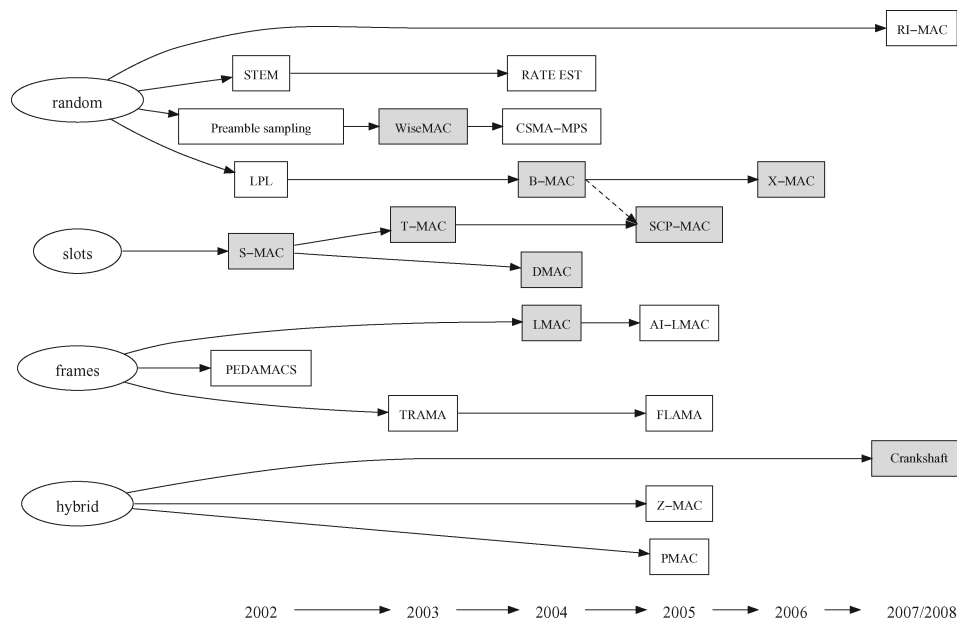 RI−MAC
STEM
RATE EST
random
Preamble sampling
WiseMAC
CSMA−MPS
LPL
B−MAC
X−MAC
T−MAC
SCP−MAC
slots
S−MAC
DMAC
LMAC
AI−LMAC
frames
PEDAMACS
TRAMA
FLAMA
Crankshaft
hybrid
Z−MAC
PMAC
2002 2003 2004 2005 2006 2007/2008